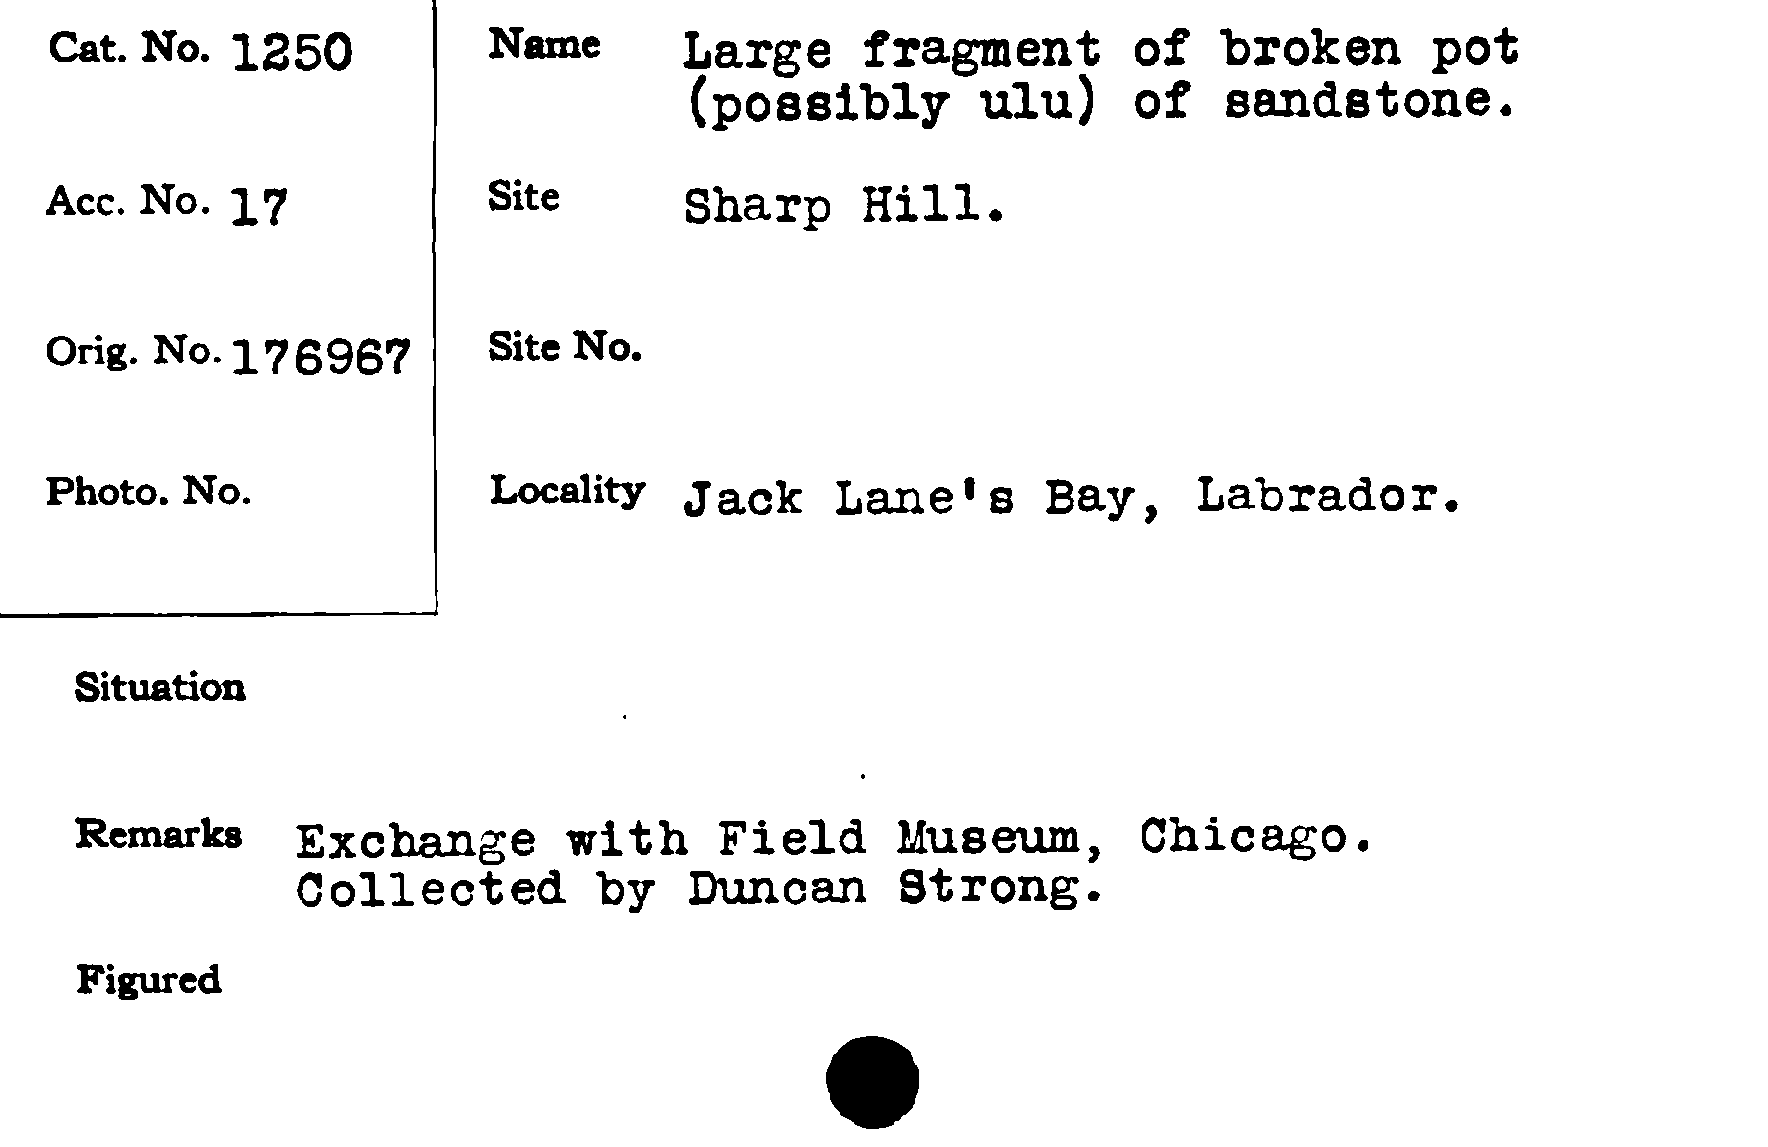 Cat. No. 1250
Name Large fragment of broken pot
(possibly ulu) of sandstone.
Acc. No. 17
Site Sharp Hill.
Orig. No. 176967
Site No.
Photo. No.
Locality Jack Lane's Bay, Labrador.
Situation
Remarks Exchange with Field Museum, Chicago.
Collected by Duncan Strong.
Figured